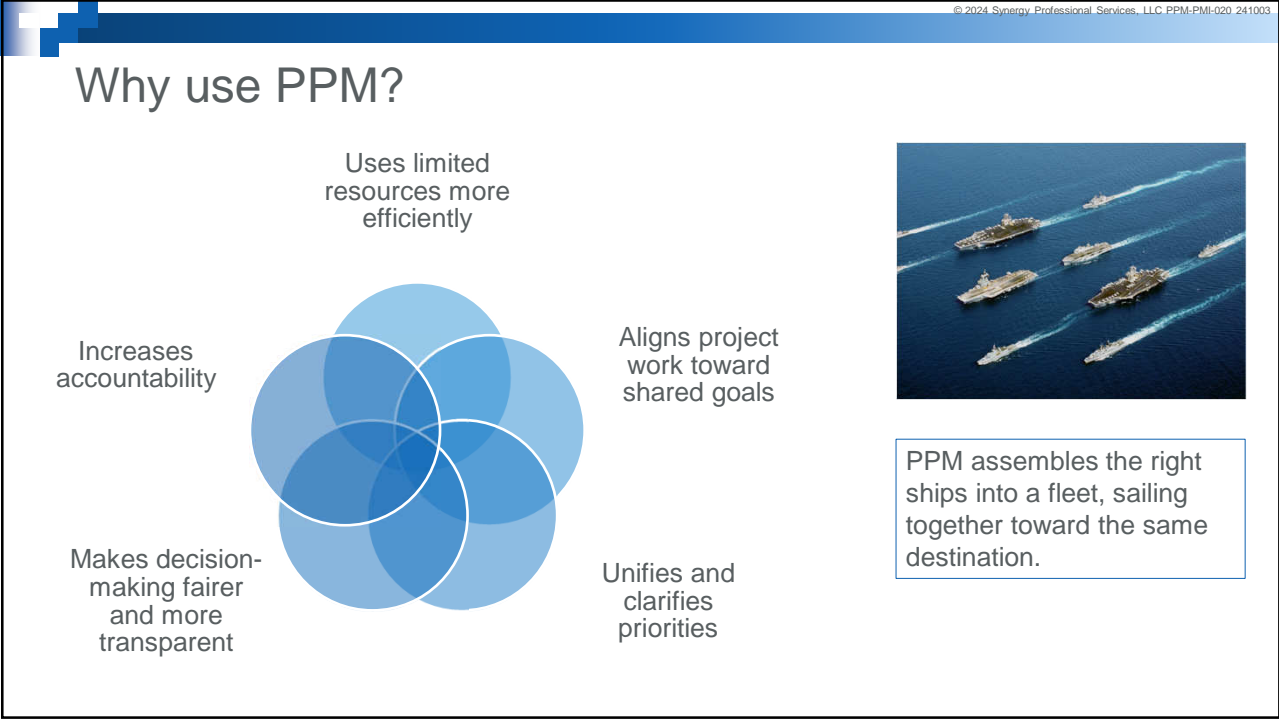 © 2024 Synergy Professional Services, LLC PPM-PMI-020 241003
Why use PPM?
Uses limited
resources more
efficiently
Aligns project
work toward
shared goals
Unifies and
clarifies
priorities
Makes decision-
making fairer
and more
transparent
Increases
accountability
PPM assembles the right
ships into a fleet, sailing
together toward the same
destination.